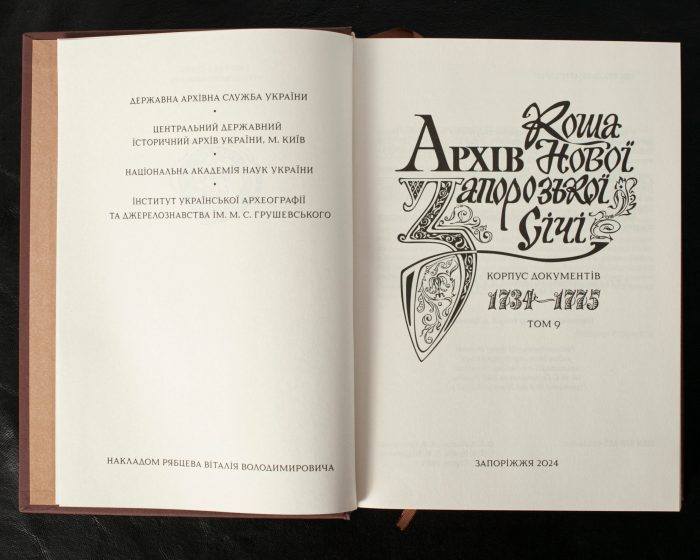 ДЕРЖАВНА АРХІВНА СЛУЖБА УКРАЇНИ
•
ЦЕНТРАЛЬНИЙ ДЕРЖАВНИЙ
ІСТОРИЧНИЙ АРХІВ УКРАЇНИ, М. КИЇВ
•
НАЦІОНАЛЬНА АКАДЕМІЯ НАУК УКРАЇНИ
•
ІНСТИТУТ УКРАЇНСЬКОЇ АРХЕОГРАФІЇ
ТА ДЖЕРЕЛОЗНАВСТВА ІМ. М. С. ГРУШЕВСЬКОГО
НАКЛАДОМ РЯБЦЕВА ВІТАЛІЯ ВОЛОДИМИРОВИЧА
Архів Коша
Нової
Запорозької
Січі
КОРПУС ДОКУМЕНТІВ
1734—1775
ТОМ 9
ЗАПОРІЖЖЯ 2024